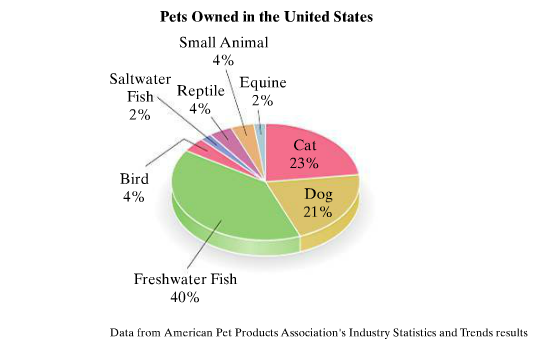 Pets Owned in the United States
Small Animal
4%
Saltwater
Fish
2%
Reptile
4%
Equine
2%
Cat
23%
Bird
4%
Dog
21%
Freshwater Fish
40%
Data from American Pet Products Association's Industry Statistics and Trends results